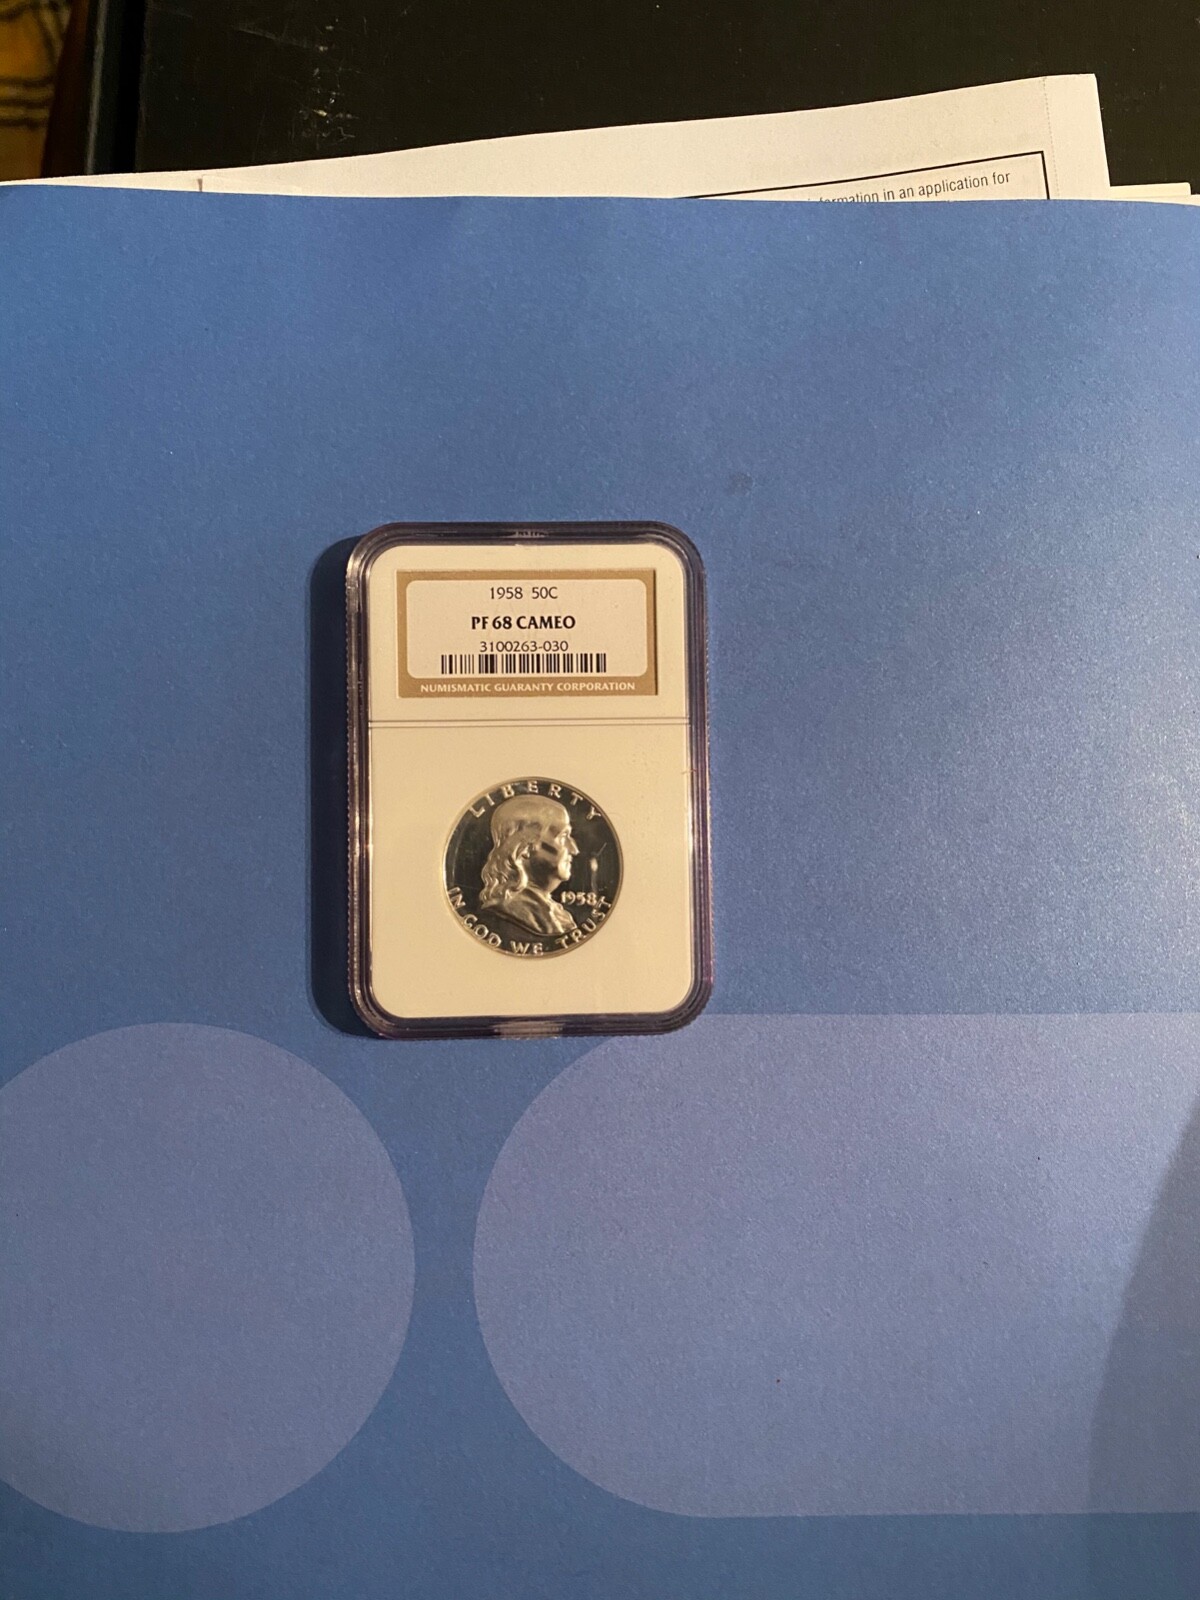 information in an application for
1958 50C
PF 68 CAMEO
3100263-030
NUMISMATIC GUARANTY CORPORATION
LIBERTY
1958
IN GOD WE TRUST